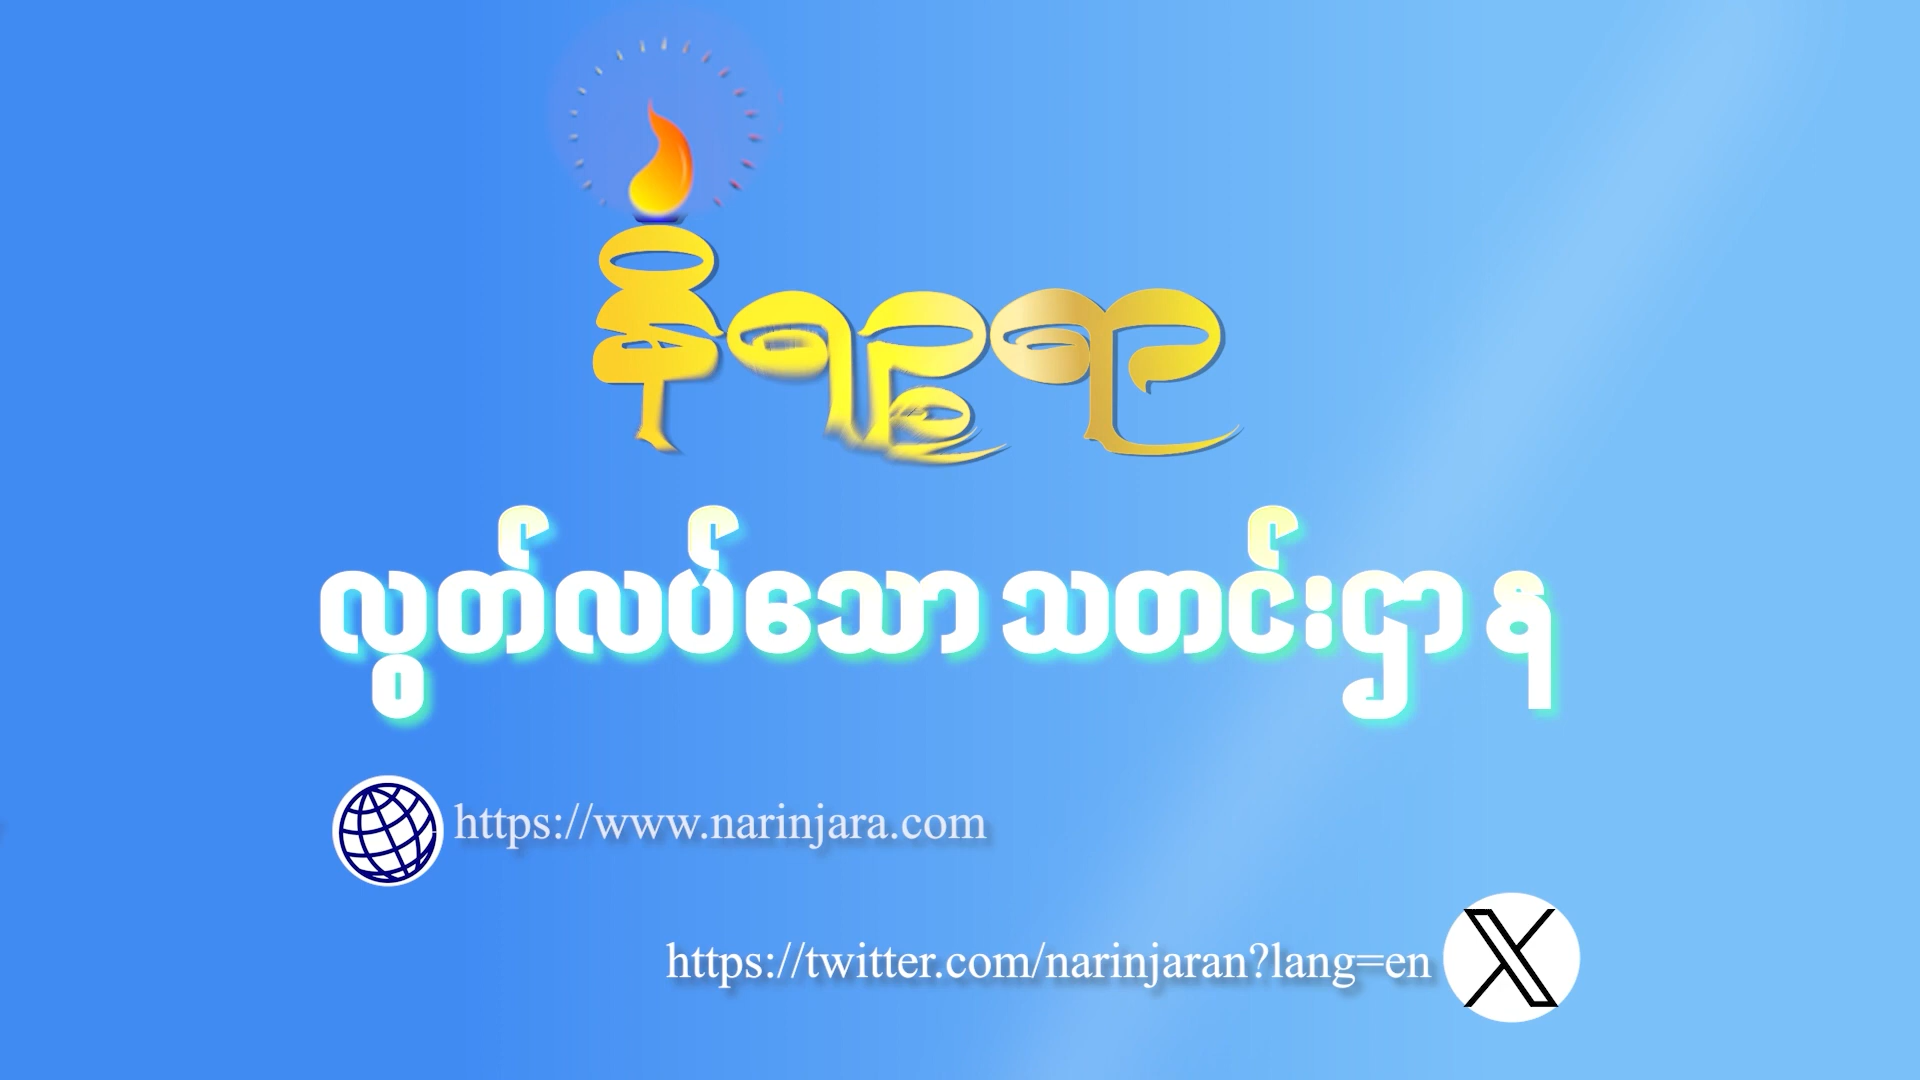 နိရဉ္စရာ
လွတ်လပ်သော သတင်းဌာန
https://www.narinjara.com
https://twitter.com/narinjaran?lang=en